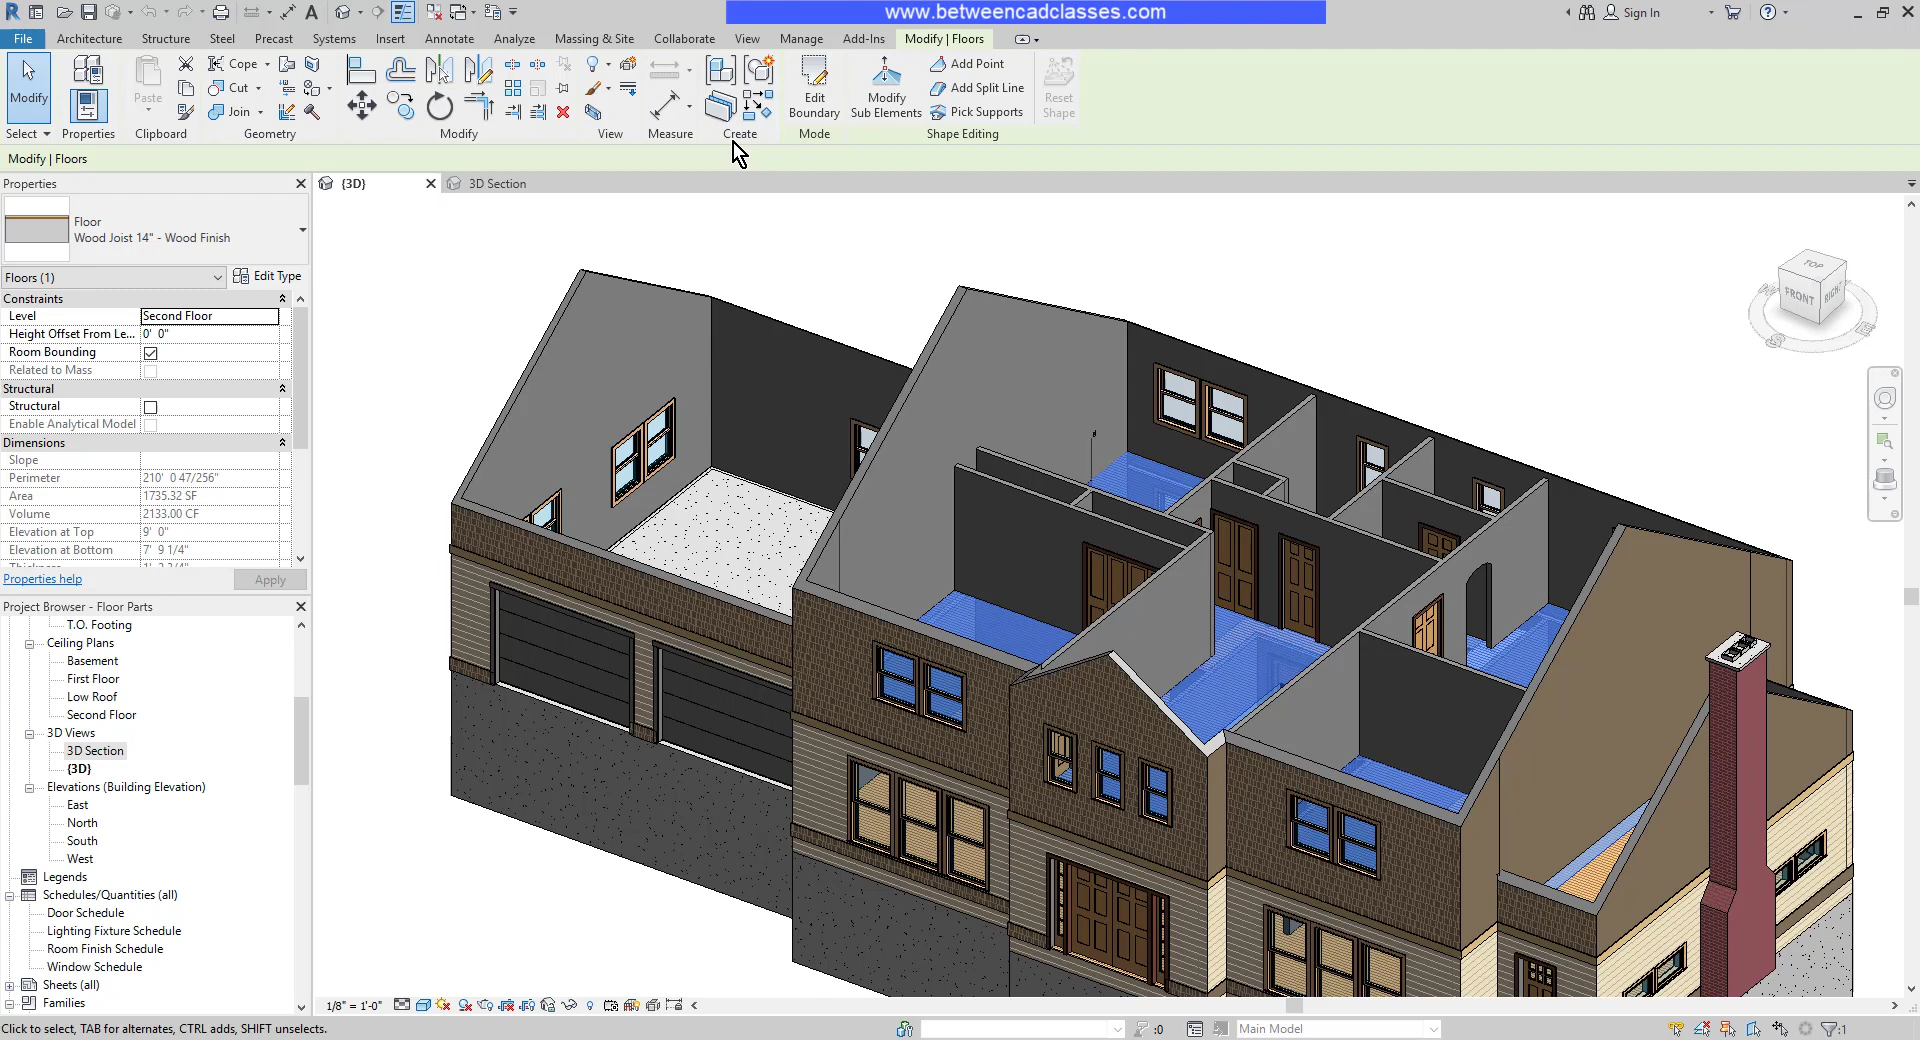 www.betweencadclasses.com
Sign In
File Architecture Structure Steel Precast Systems Insert Annotate Analyze Massing & Site Collaborate View Manage Add-Ins Modify | Floors
Modify
Select
Properties
Paste
Clipboard
Cope
Cut
Join
Geometry
Modify
View
Measure
Create
Edit
Boundary
Mode
Modify
Sub Elements
Add Point
Add Split Line
Pick Supports
Shape Editing
Reset
Shape
Modify | Floors
Properties
{3D}
3D Section
Floor
Wood Joist 14" - Wood Finish
Floors (1)
Edit Type
Constraints
Level Second Floor
Height Offset From Le... 0' 0"
Room Bounding
Related to Mass
Structural
Structural
Enable Analytical Model
Dimensions
Slope
Perimeter 210' 0 47/256"
Area 1735.32 SF
Volume 2133.00 CF
Elevation at Top 9' 0"
Elevation at Bottom 7' 9 1/4"
Properties help
Apply
Project Browser - Floor Parts
T.O. Footing
Ceiling Plans
Basement
First Floor
Low Roof
Second Floor
3D Views
3D Section
{3D}
Elevations (Building Elevation)
East
North
South
West
Legends
Schedules/Quantities (all)
Door Schedule
Lighting Fixture Schedule
Room Finish Schedule
Window Schedule
Sheets (all)
Families
TOP
FRONT
RIGHT
1/8" = 1'-0"
Click to select, TAB for alternates, CTRL adds, SHIFT unselects.
:0
Main Model
:1